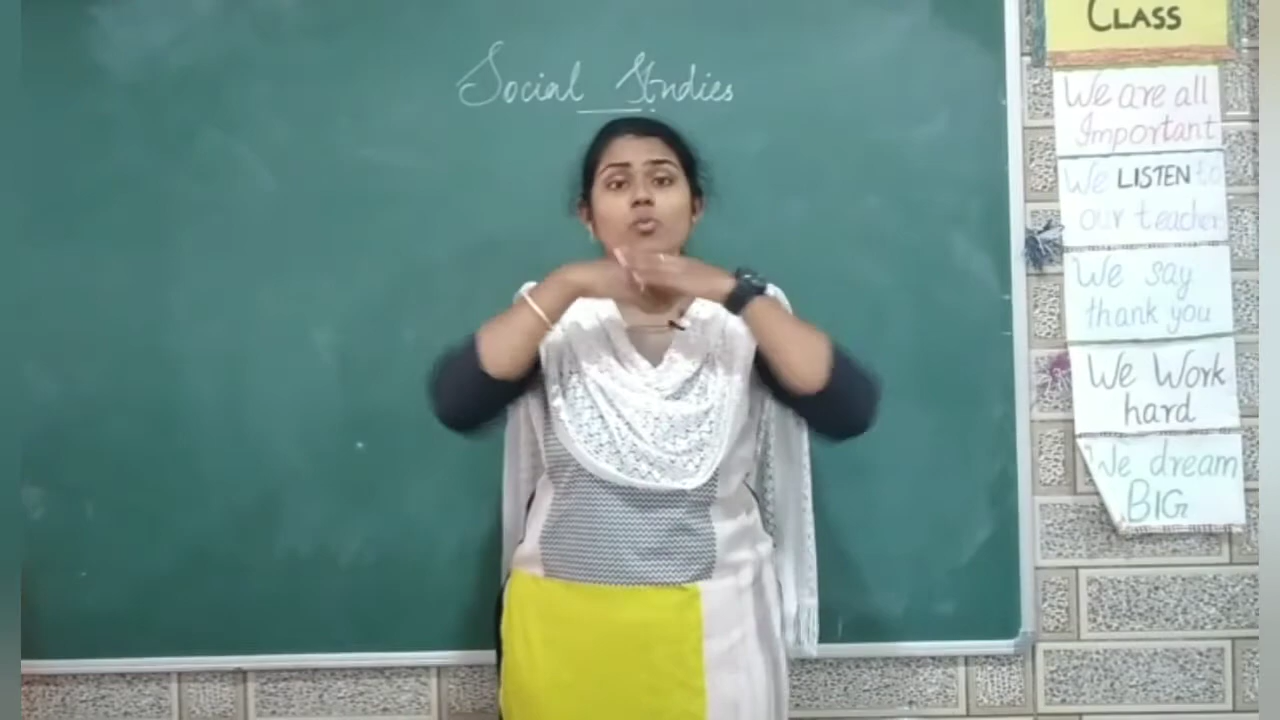 Social Studies
CLASS
We are all
Important
We LISTEN to
our teacher
We say
thank you
We Work
hard
We dream
BIG